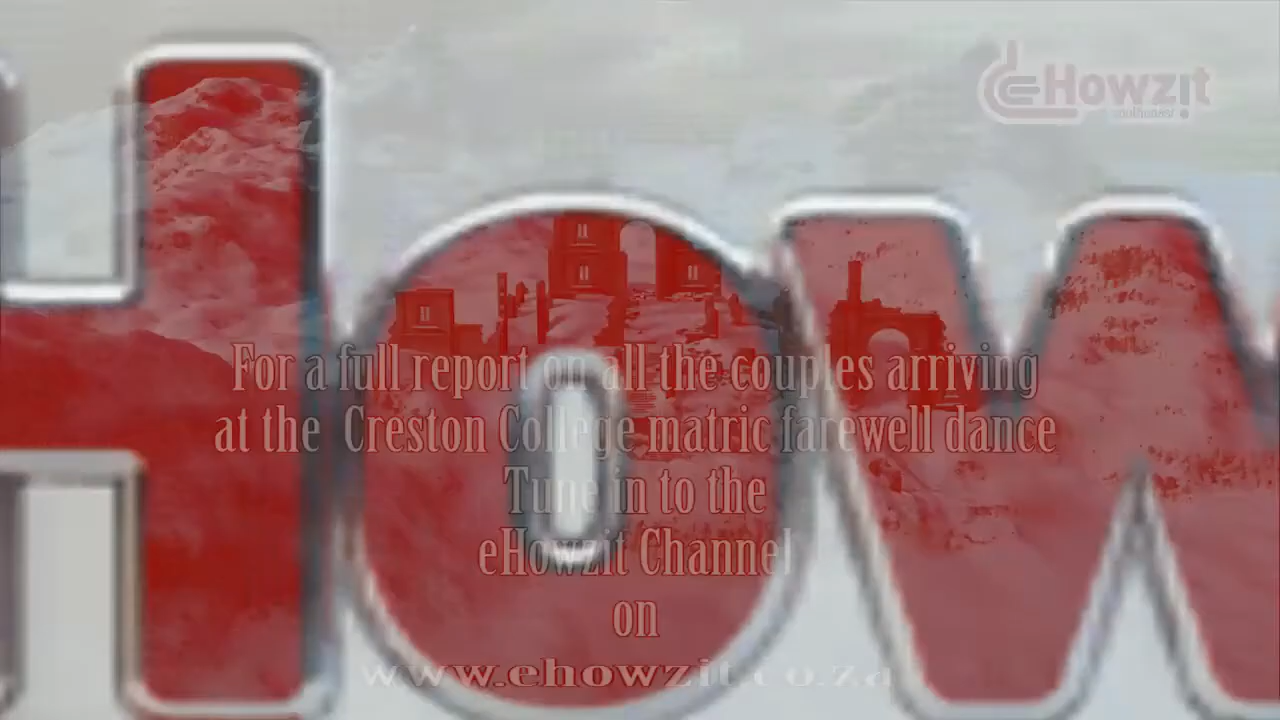 eHowzit
How
For a full report on all the couples arriving
at the Creston College matric farewell dance
Tune in to the
eHowzit Channel
on
www.ehowzit.co.za